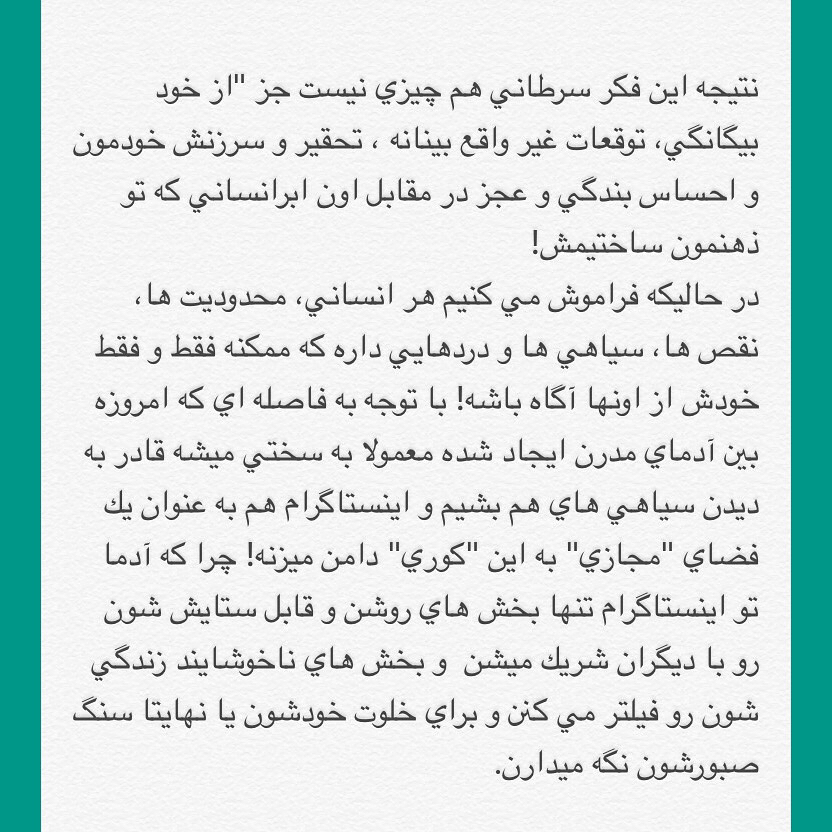 نتيجه اين فكر سرطاني هم چيزي نيست جز "از خود
بيگانگي، توقعات غير واقع بينانه ، تحقير و سرزنش خودمون
و احساس بندگي و عجز در مقابل اون ابرانساني كه تو
ذهنمون ساختيمش!
در حاليكه فراموش مي كنيم هر انساني، محدوديت ها،
نقص ها، سياهي ها و دردهايي داره كه ممكنه فقط و فقط
خودش از اونها آگاه باشه! با توجه به فاصله اي كه امروزه
بين آدماي مدرن ايجاد شده معمولا به سختي ميشه قادر به
ديدن سياهي هاي هم بشيم و اينستاگرام هم به عنوان يك
فضاي "مجازي" به اين "كوري" دامن ميزنه! چرا كه آدما
تو اينستاگرام تنها بخش هاي روشن و قابل ستايش شون
رو با ديگران شريك ميشن  و بخش هاي ناخوشايند زندگي
شون رو فيلتر مي كنن و براي خلوت خودشون يا نهايتا سنگ
صبورشون نگه ميدارن.